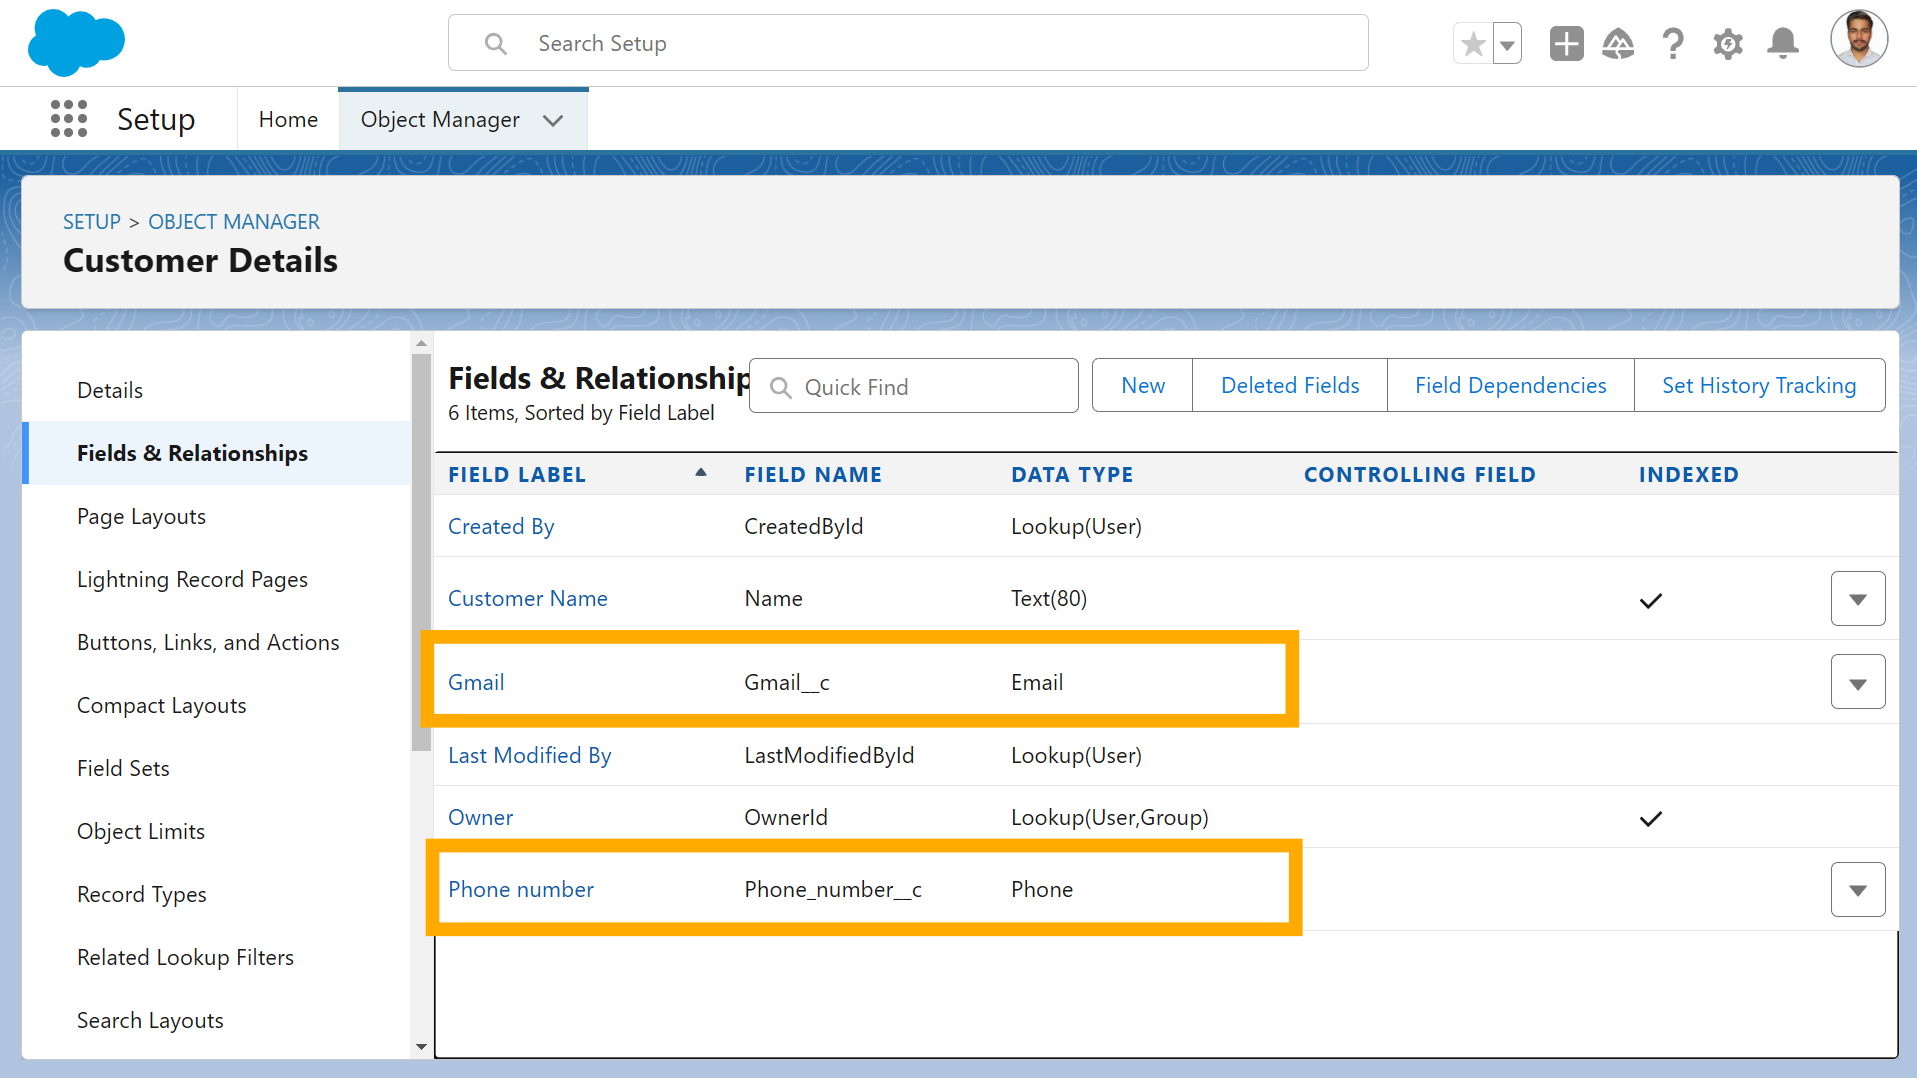 Search Setup
Setup
Home
Object Manager
SETUP > OBJECT MANAGER
Customer Details
Details
Fields & Relationships
Page Layouts
Lightning Record Pages
Buttons, Links, and Actions
Compact Layouts
Field Sets
Object Limits
Record Types
Related Lookup Filters
Search Layouts
Fields & Relationship
6 Items, Sorted by Field Label
Quick Find
New
Deleted Fields
Field Dependencies
Set History Tracking
FIELD LABEL FIELD NAME DATA TYPE CONTROLLING FIELD INDEXED
Created By CreatedById Lookup(User)
Customer Name Name Text(80)
Gmail Gmail__c Email
Last Modified By LastModifiedById Lookup(User)
Owner OwnerId Lookup(User,Group)
Phone number Phone_number__c Phone